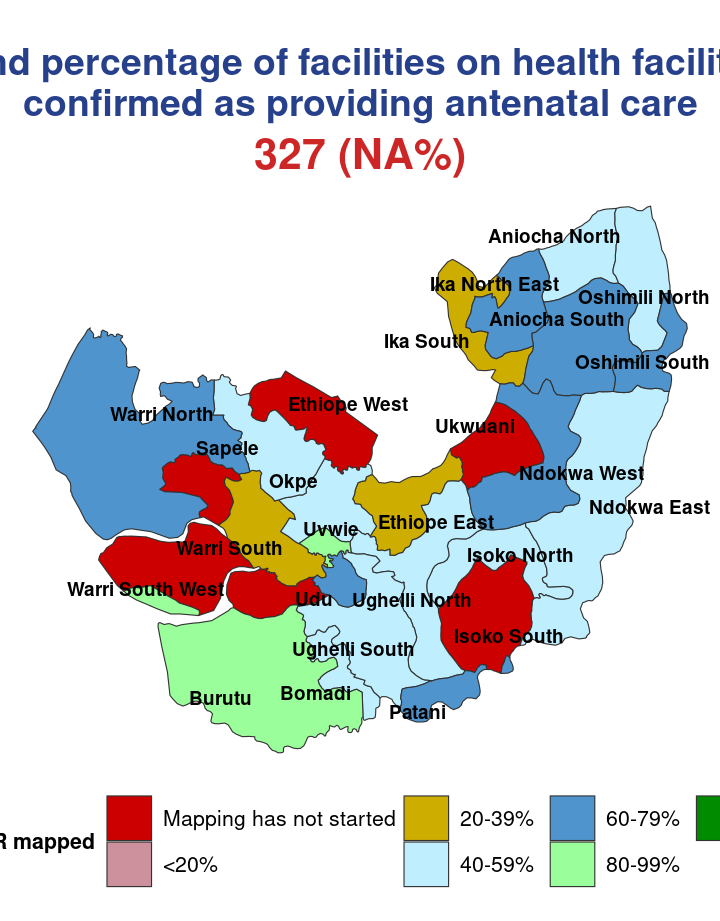 nd percentage of facilities on health facilit
confirmed as providing antenatal care
327 (NA%)
Aniocha North
Ika North East
Oshimili North
Aniocha South
Ika South
Oshimili South
Ethiope West
Warri North
Ukwuani
Sapele
Ndokwa West
Okpe
Ndokwa East
Ethiope East
Uvwie
Warri South
Isoko North
Warri South West
Udu
Ughelli North
Isoko South
Ughelli South
Bomadi
Burutu
Patani
R mapped
Mapping has not started
20-39%
60-79%
<20%
40-59%
80-99%